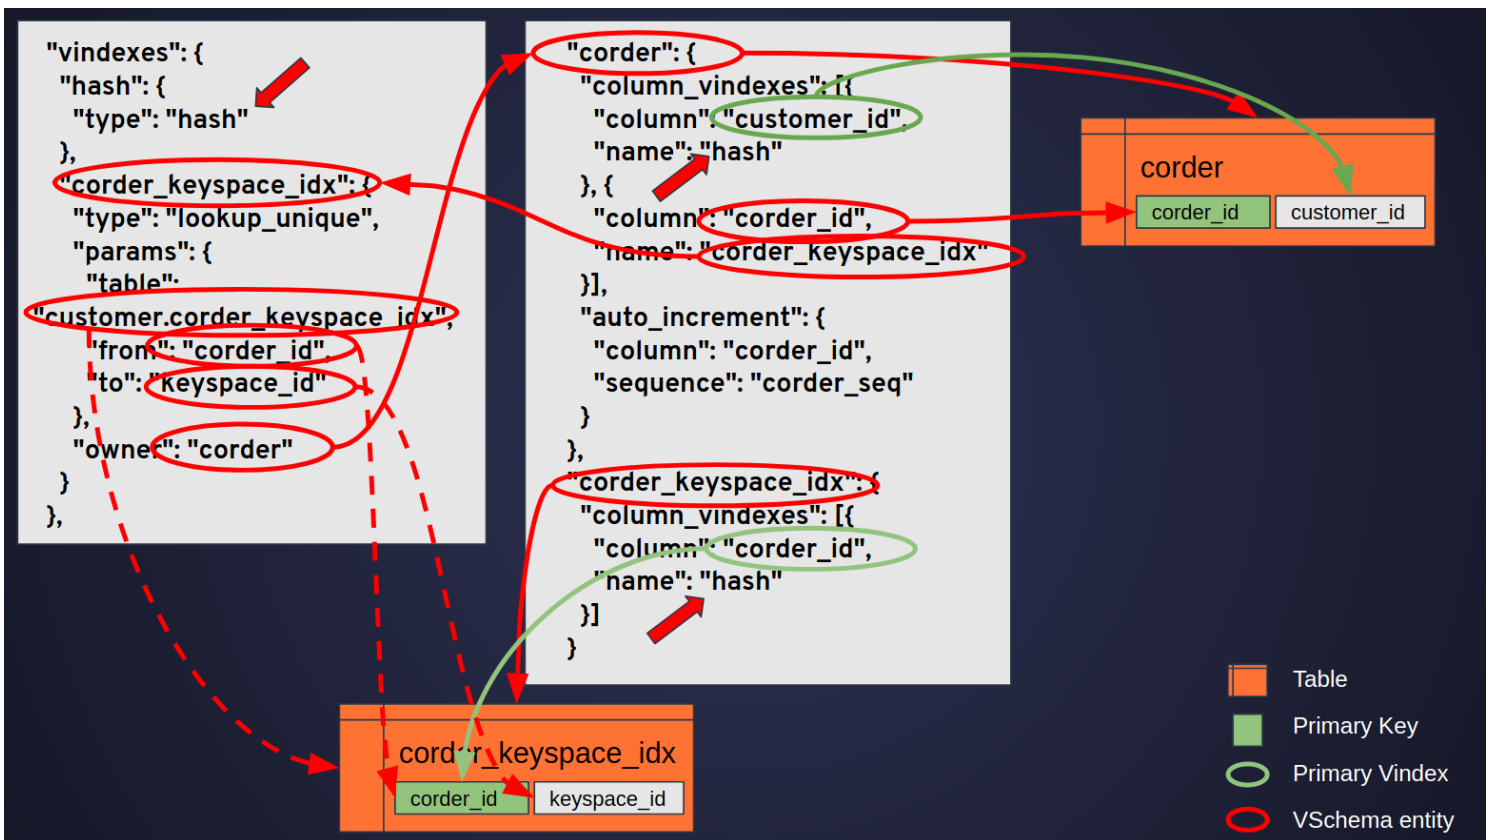 "vindexes": {
"hash": {
"type": "hash"
},
"corder_keyspace_idx": {
"type": "lookup_unique",
"params": {
"table":
"customer.corder_keyspace_idx",
"from": "corder_id",
"to": "keyspace_id"
},
"owner": "corder"
}
},
"corder": {
"column_vindexes": [{
"column": "customer_id",
"name": "hash"
}, {
"column": "corder_id",
"name": "corder_keyspace_idx"
}],
"auto_increment": {
"column": "corder_id",
"sequence": "corder_seq"
}
},
"corder_keyspace_idx": {
"column_vindexes": [{
"column": "corder_id",
"name": "hash"
}]
}
corder
corder_id
customer_id
corder_keyspace_idx
corder_id
keyspace_id
Table
Primary Key
Primary Vindex
VSchema entity